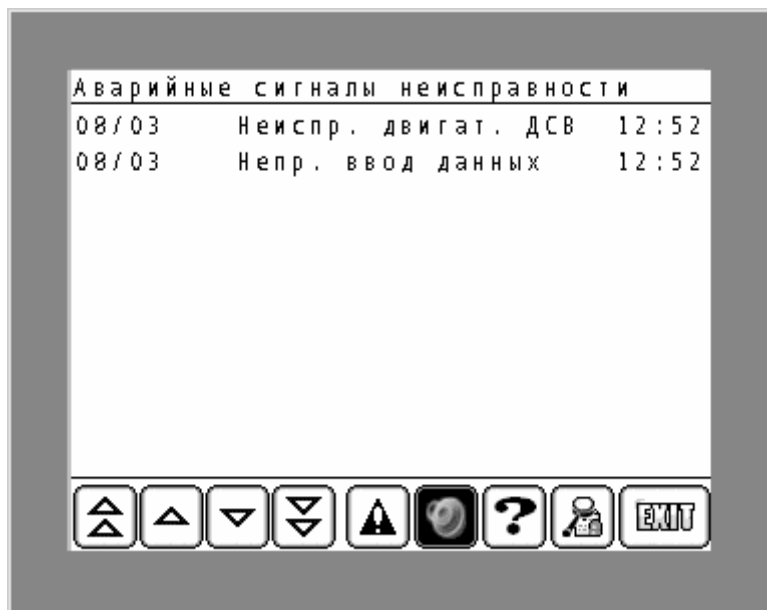 Аварийные сигналы неисправности
08/03 Неиспр. двигат. ДСВ 12:52
08/03 Непр. ввод данных 12:52
? EXIT